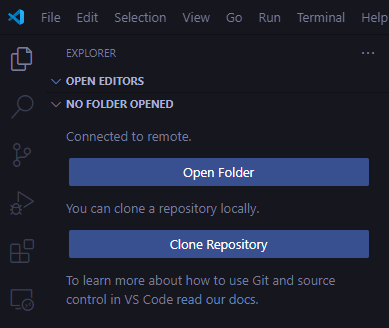 File Edit Selection View Go Run Terminal Help
EXPLORER
OPEN EDITORS
NO FOLDER OPENED
Connected to remote.
Open Folder
You can clone a repository locally.
Clone Repository
To learn more about how to use Git and source
control in VS Code read our docs.